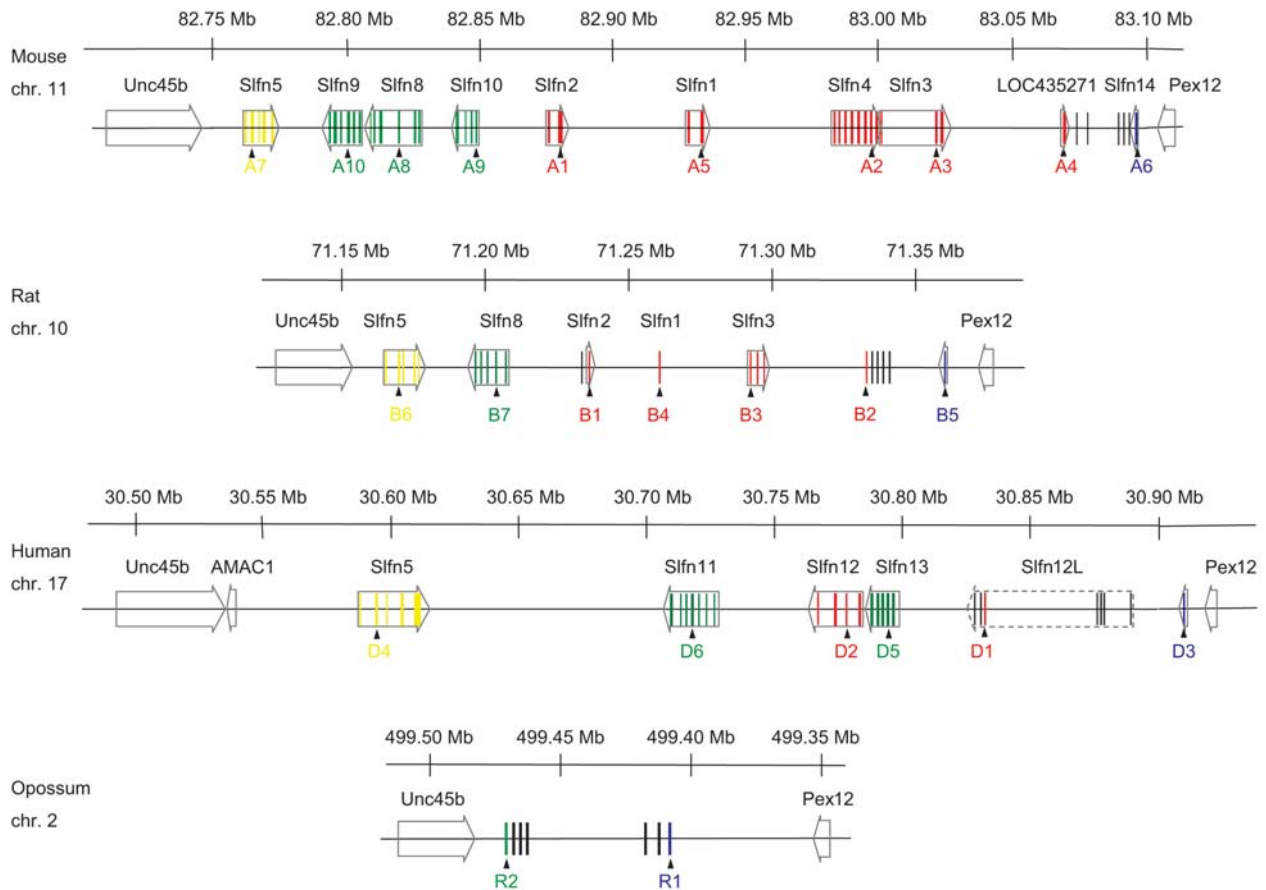 82.75 Mb 82.80 Mb 82.85 Mb 82.90 Mb 82.95 Mb 83.00 Mb 83.05 Mb 83.10 Mb
Mouse
chr. 11
Unc45b Slfn5 Slfn9 Slfn8 Slfn10 Slfn2 Slfn1 Slfn4 Slfn3 LOC435271 Slfn14 Pex12
A7 A10 A8 A9 A1 A5 A2 A3 A4 A6
71.15 Mb 71.20 Mb 71.25 Mb 71.30 Mb 71.35 Mb
Rat
chr. 10
Unc45b Slfn5 Slfn8 Slfn2 Slfn1 Slfn3 Pex12
B6 B7 B1 B4 B3 B2 B5
30.50 Mb 30.55 Mb 30.60 Mb 30.65 Mb 30.70 Mb 30.75 Mb 30.80 Mb 30.85 Mb 30.90 Mb
Human
chr. 17
Unc45b AMAC1 Slfn5 Slfn11 Slfn12 Slfn13 Slfn12L Pex12
D4 D6 D2 D5 D1 D3
499.50 Mb 499.45 Mb 499.40 Mb 499.35 Mb
Opossum
chr. 2
Unc45b Pex12
R2 R1